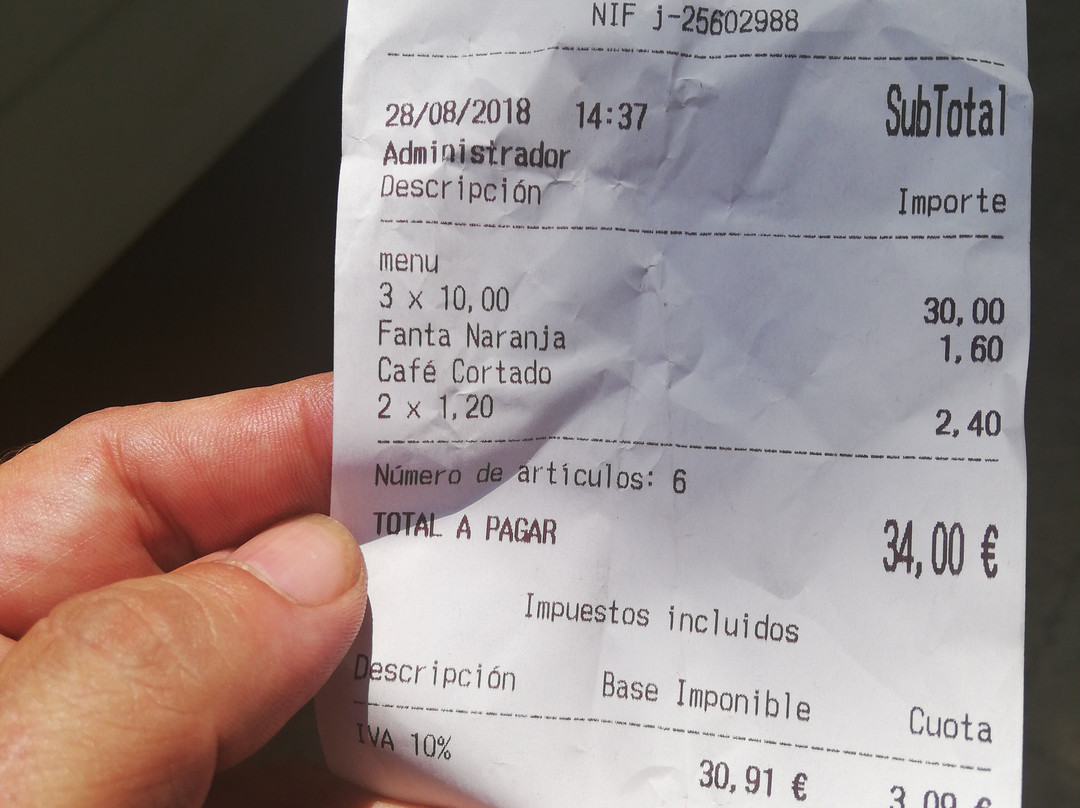 NIF j-25602988
28/08/2018 14:37 SubTotal
Administrador
Descripción Importe
menu
3 x 10,00 30,00
Fanta Naranja 1,60
Café Cortado
2 x 1,20 2,40
Número de artículos: 6
TOTAL A PAGAR 34,00 €
Impuestos incluidos
Descripción Base Imponible Cuota
IVA 10% 30,91 € 3,09 €